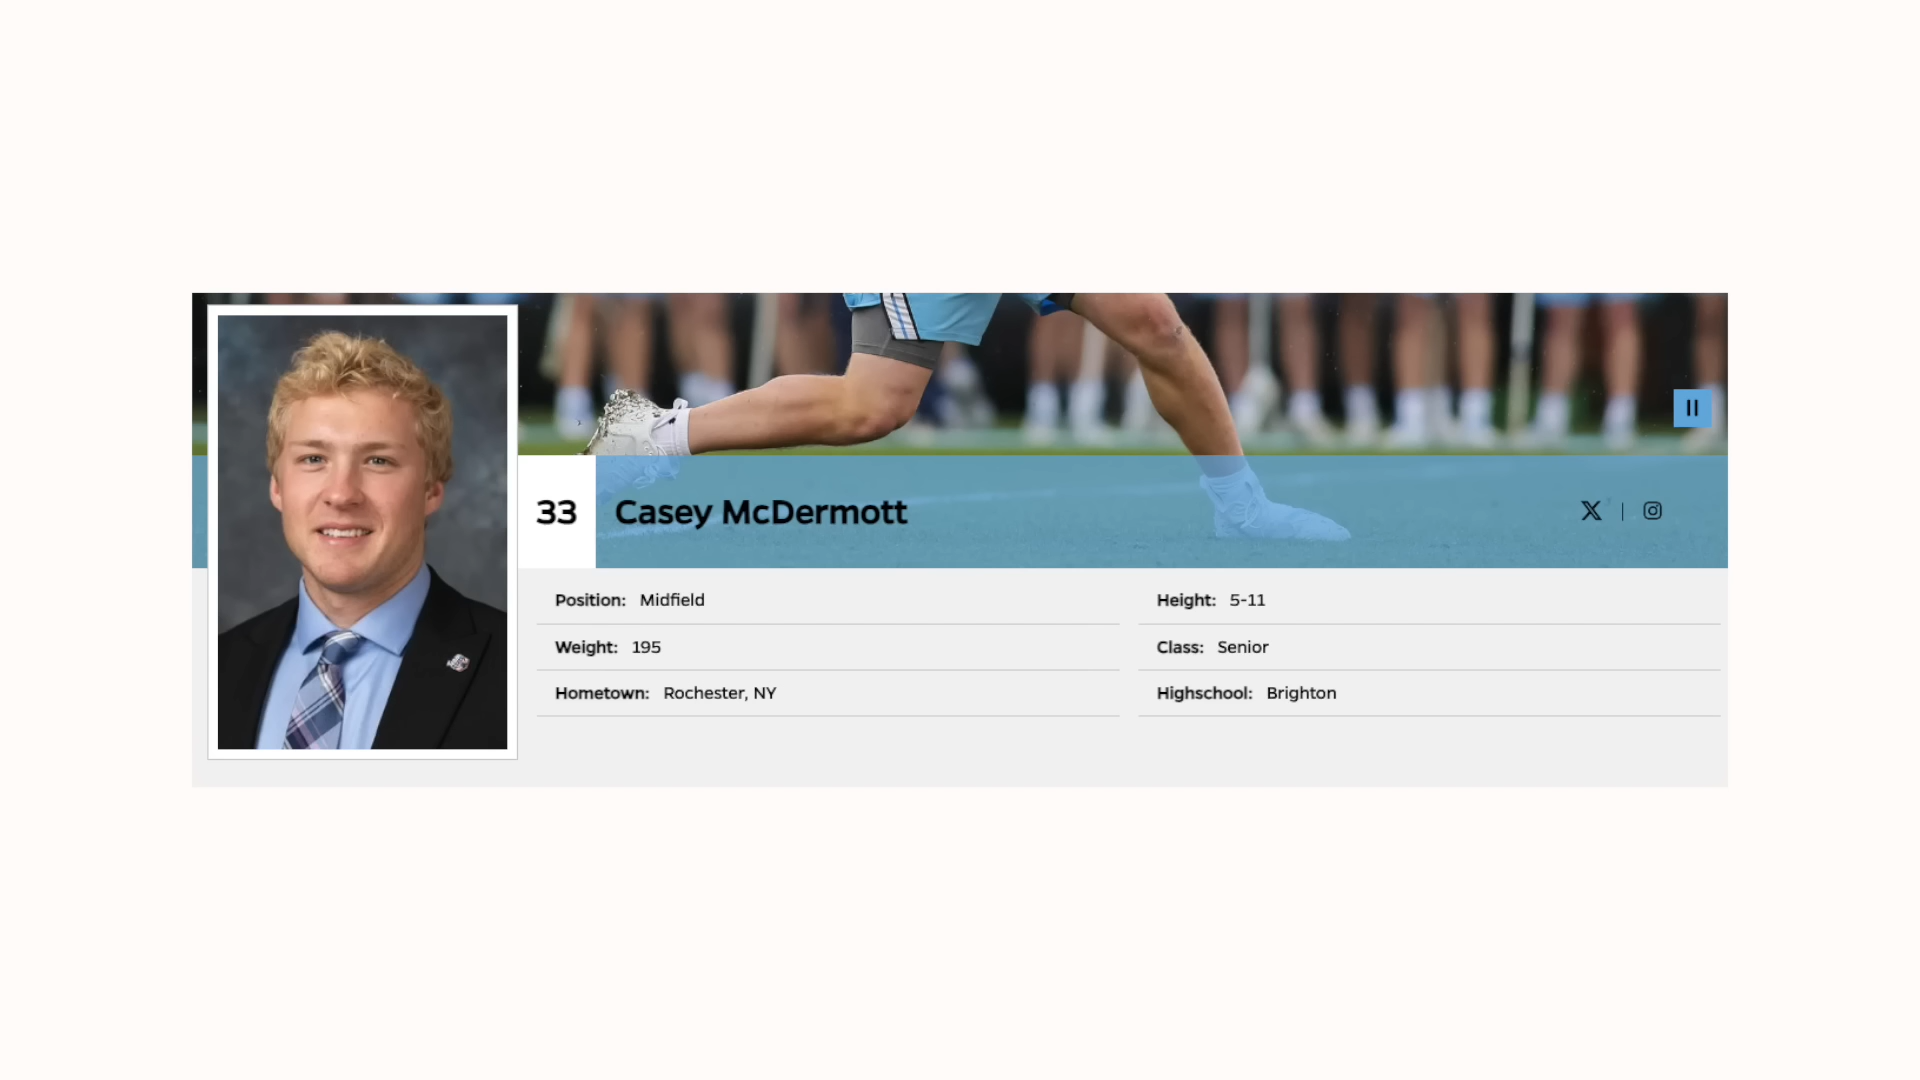 33
Casey McDermott
Position: Midfield
Height: 5-11
Weight: 195
Class: Senior
Hometown: Rochester, NY
Highschool: Brighton